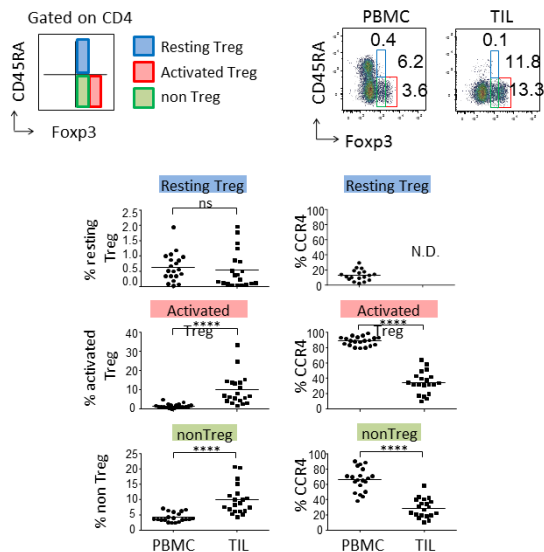 Gated on CD4
CD45RA
Foxp3
Resting Treg
Activated Treg
non Treg
PBMC
TIL
CD45RA
0.4
6.2
3.6
0.1
11.8
13.3
Foxp3
Resting Treg
ns
% resting
Treg
2.5
2.0
1.5
1.0
0.5
0.0
Resting Treg
% CCR4
100
80
60
40
20
0
N.D.
Activated
Treg
****
% activated
Treg
40
30
20
10
0
Activated
Treg
****
% CCR4
100
80
60
40
20
0
nonTreg
****
% non Treg
25
20
15
10
5
0
PBMC
TIL
nonTreg
****
% CCR4
100
80
60
40
20
0
PBMC
TIL